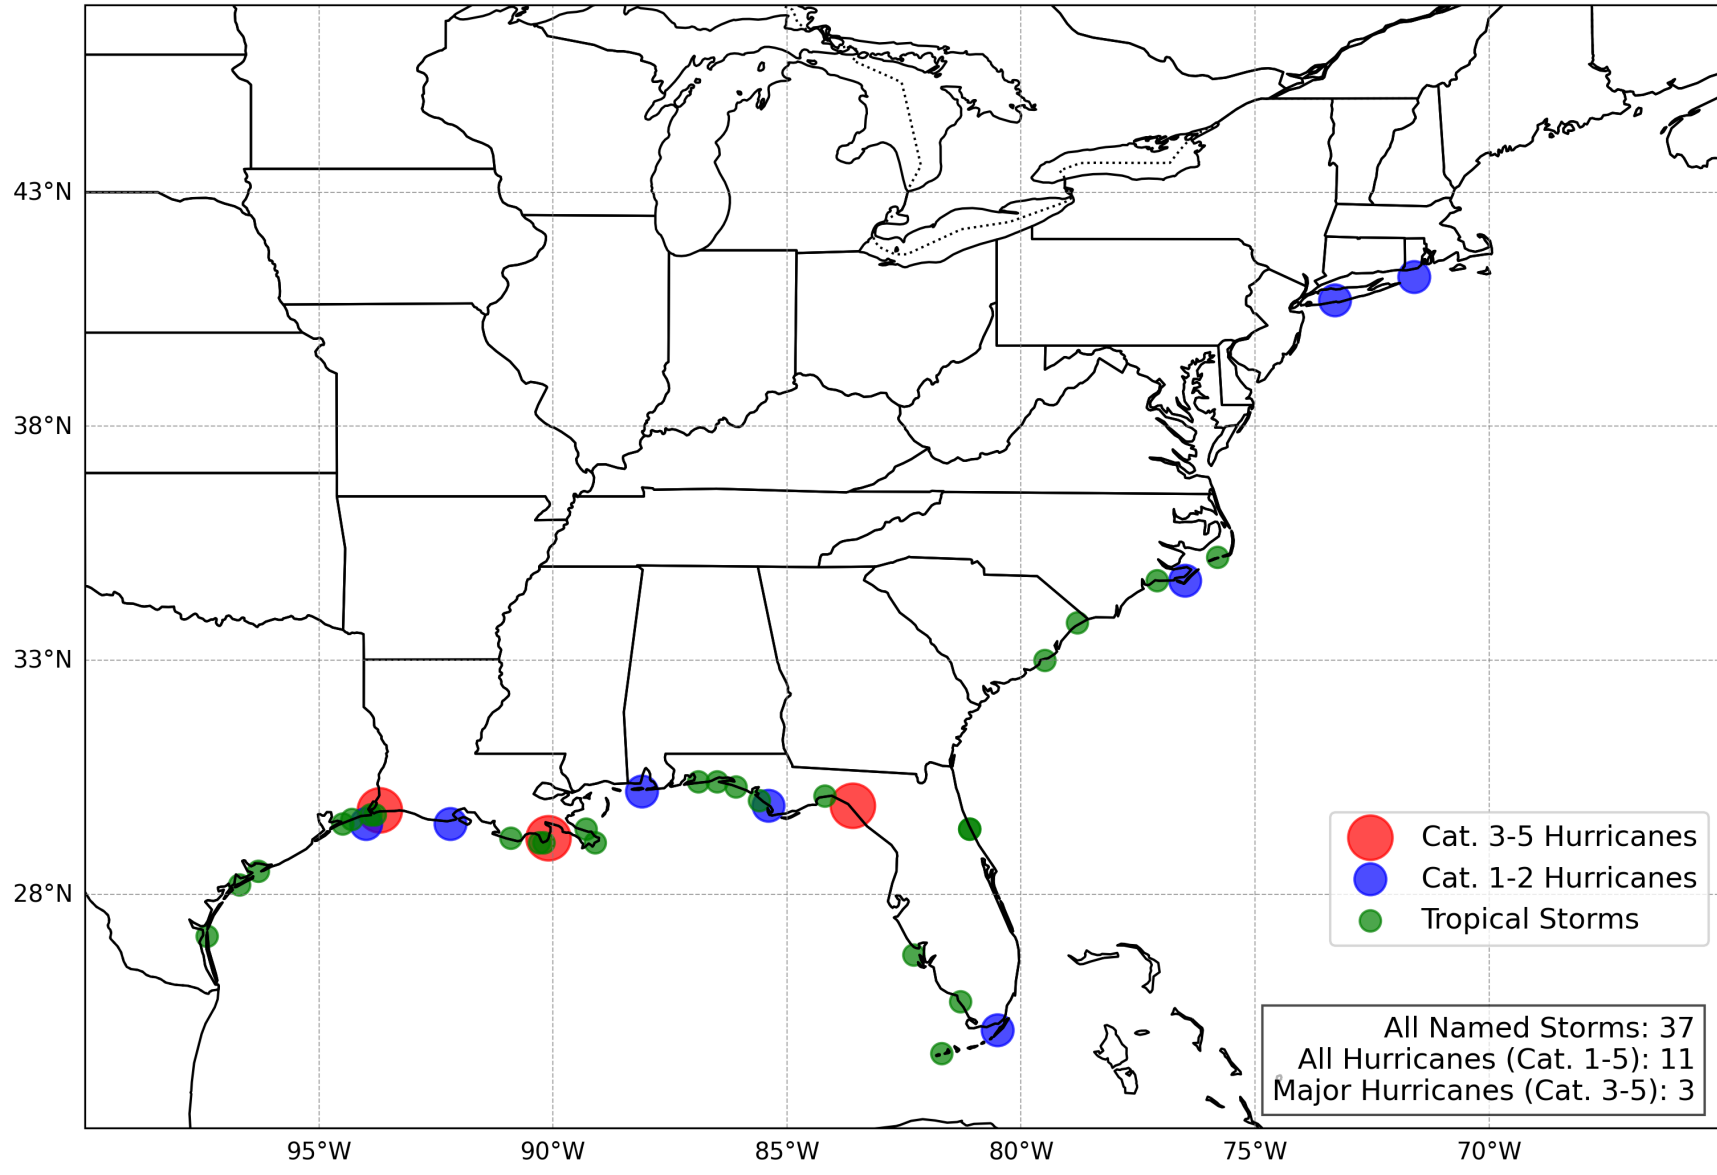 43°N
38°N
33°N
28°N
Cat. 3-5 Hurricanes
Cat. 1-2 Hurricanes
Tropical Storms
All Named Storms: 37
All Hurricanes (Cat. 1-5): 11
Major Hurricanes (Cat. 3-5): 3
95°W 90°W 85°W 80°W 75°W 70°W